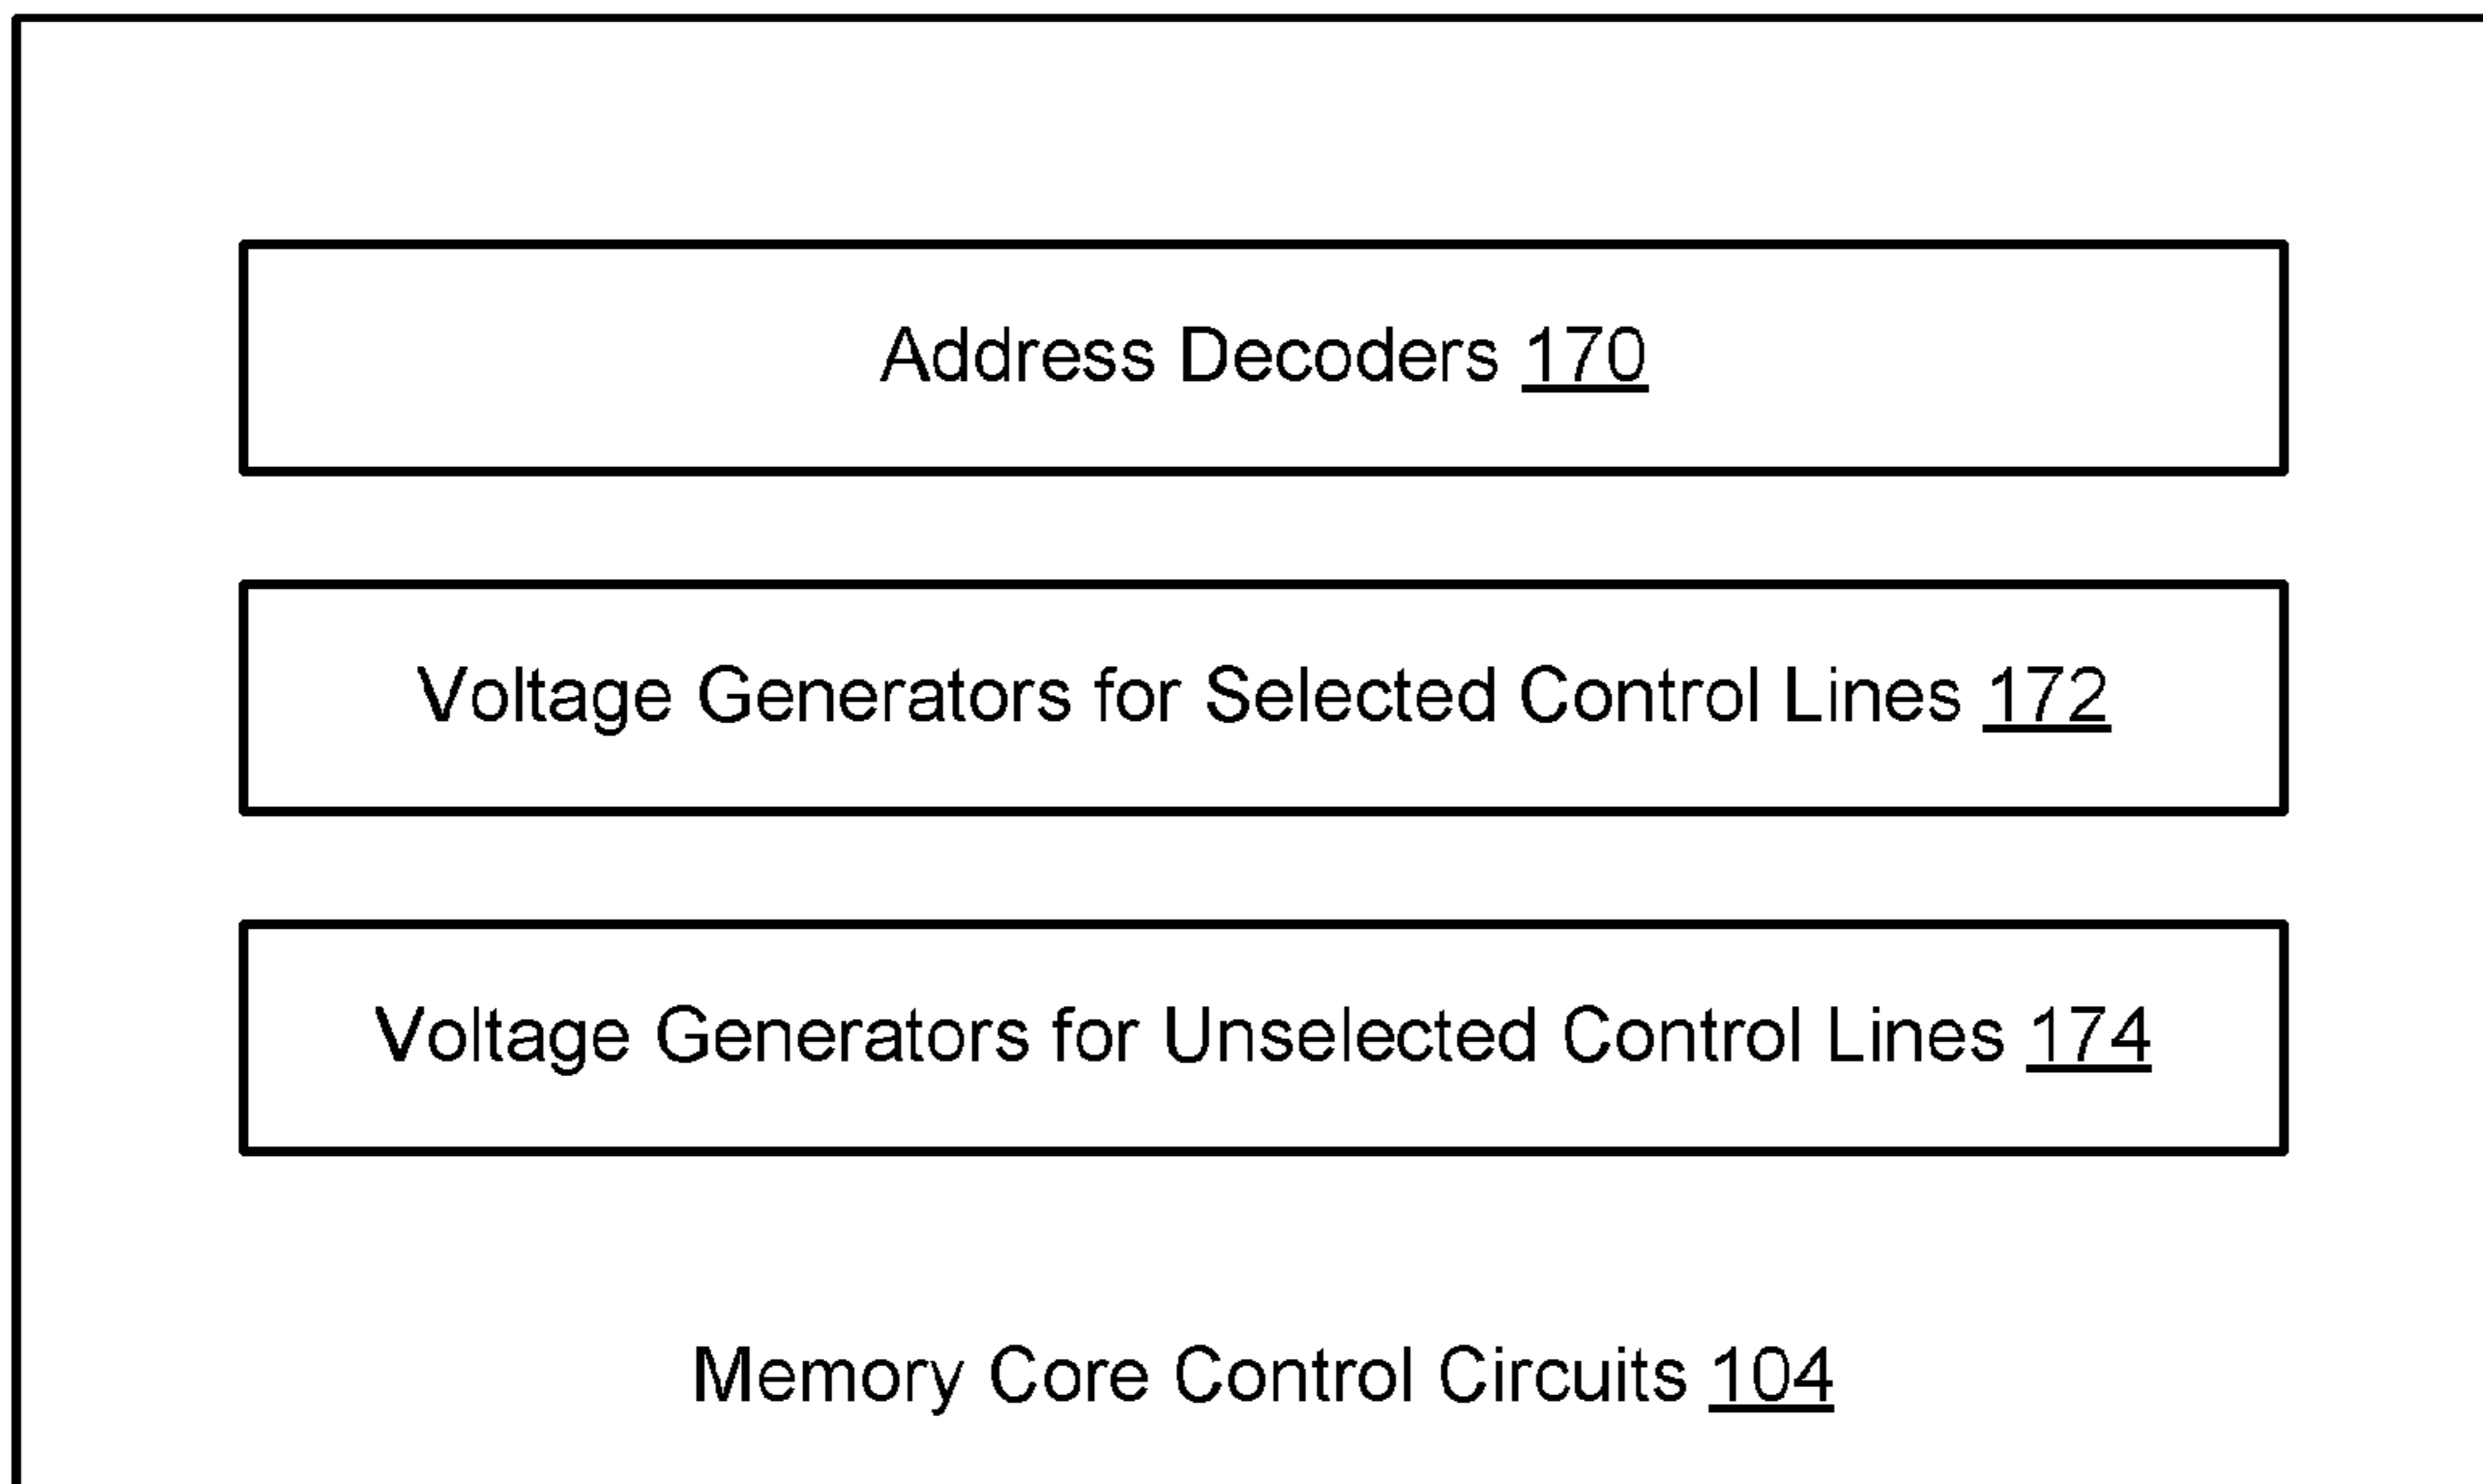 Address Decoders 170
Voltage Generators for Selected Control Lines 172
Voltage Generators for Unselected Control Lines 174
Memory Core Control Circuits 104